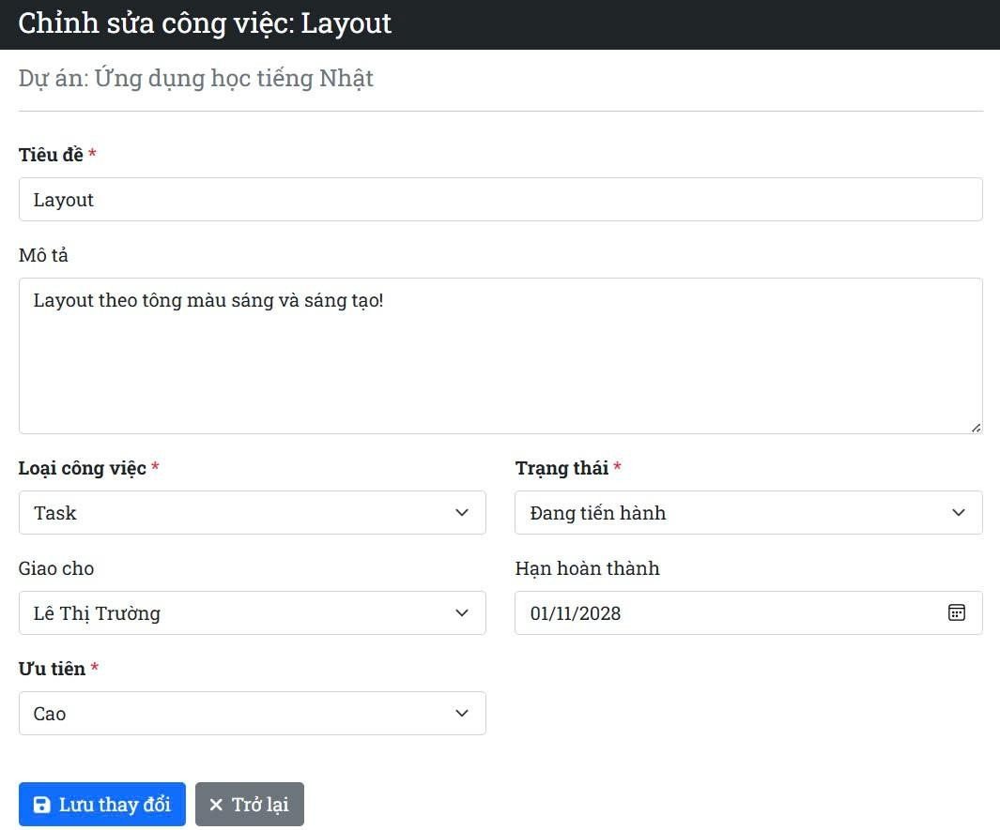 Chỉnh sửa công việc: Layout
Dự án: Ứng dụng học tiếng Nhật
Tiêu đề *
Layout
Mô tả
Layout theo tông màu sáng và sáng tạo!
Loại công việc *
Trạng thái *
Task
Đang tiến hành
Giao cho
Hạn hoàn thành
Lê Thị Trường
01/11/2028
Ưu tiên *
Cao
Lưu thay đổi
Trở lại